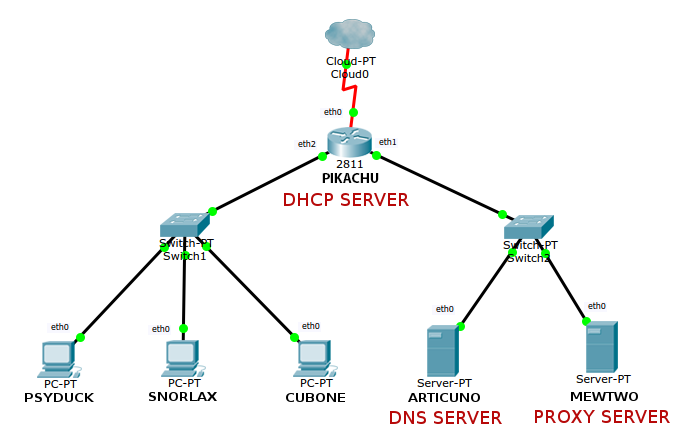 Cloud-PT
Cloud0
eth0
eth2
eth1
2811
PIKACHU
DHCP SERVER
Switch-PT
Switch1
Switch-PT
Switch2
eth0
PC-PT
PSYDUCK
eth0
PC-PT
SNORLAX
eth0
PC-PT
CUBONE
eth0
Server-PT
ARTICUNO
DNS SERVER
eth0
Server-PT
MEWTWO
PROXY SERVER